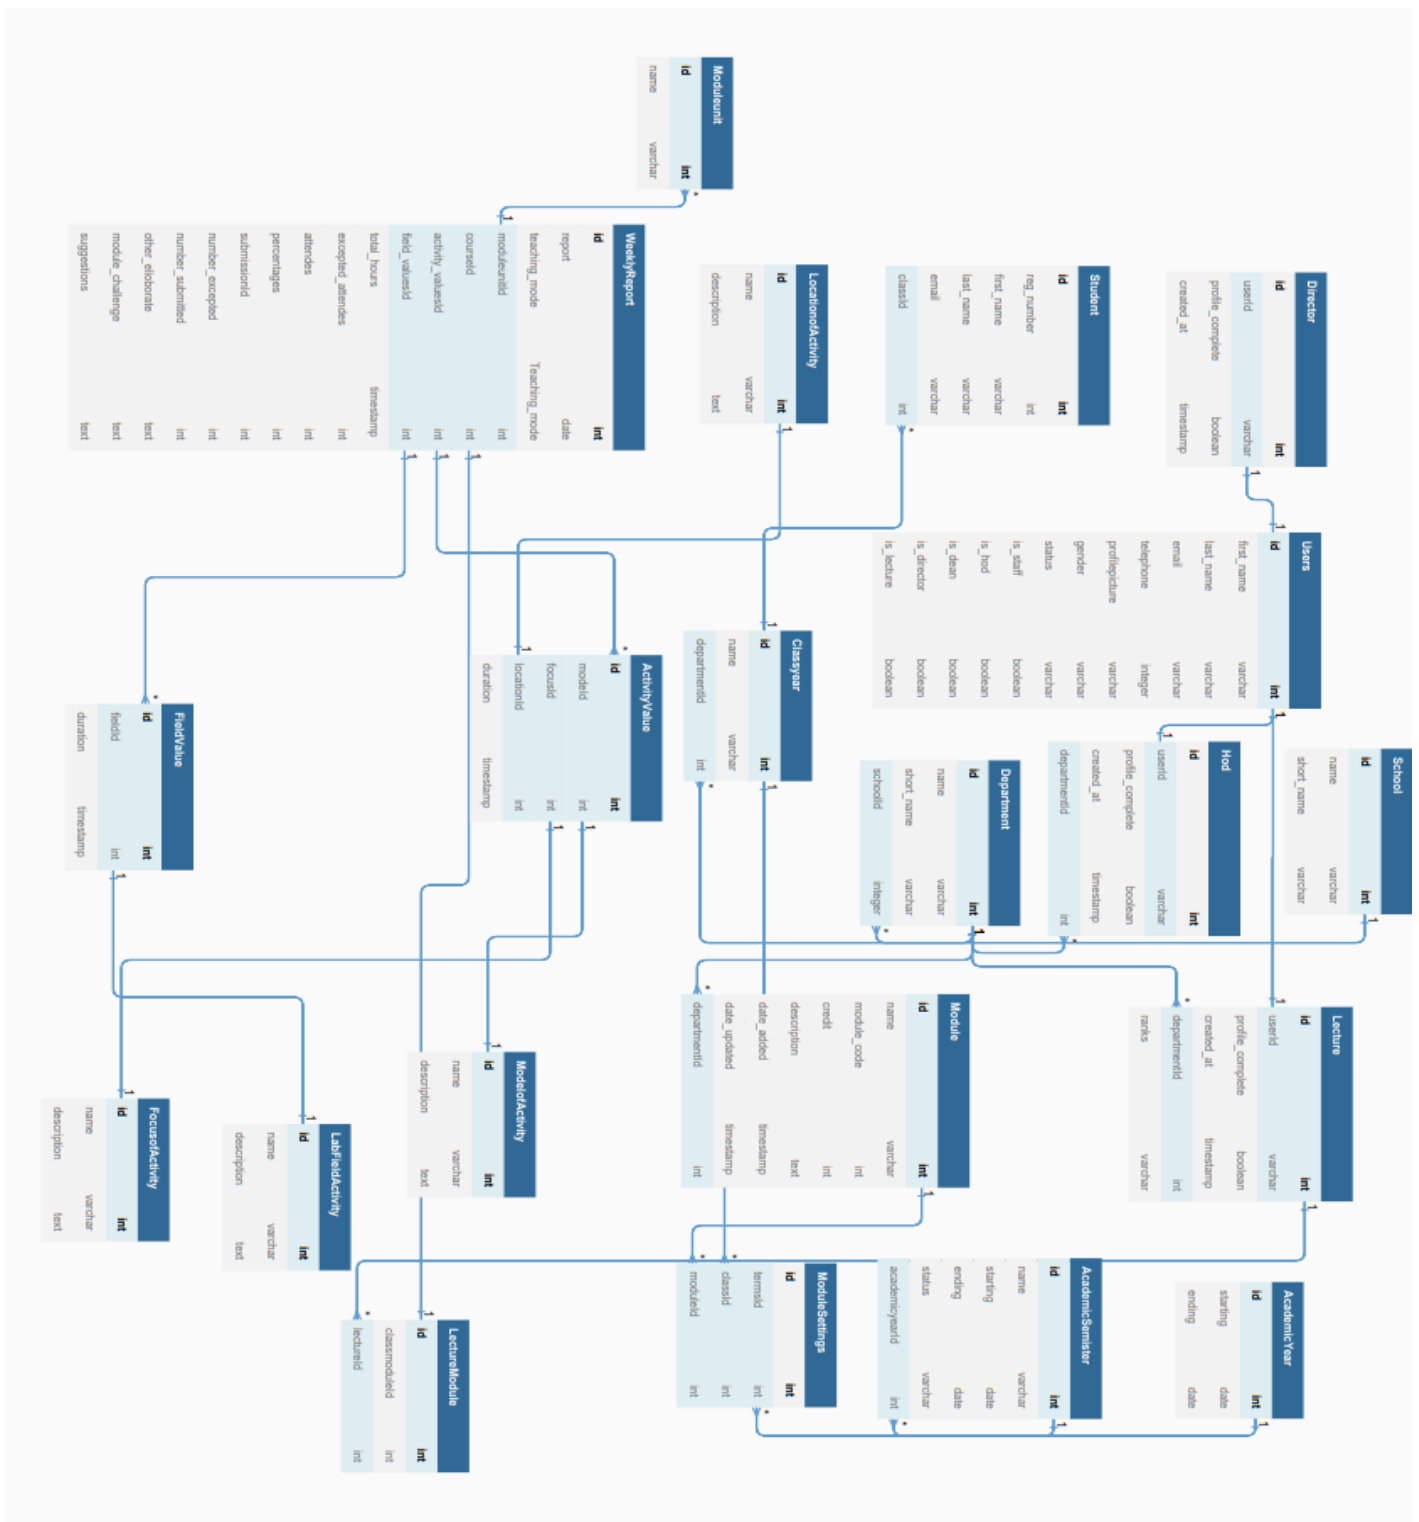 Moduleunit
id int
name varchar
WeeklyReport
id int
report date
teaching_mode Teaching_mode
moduleunitId int
courseId int
activity_valuesId int
field_valuesId int
total_hours timestamp
excepted_attendes int
attendes int
percentages int
submissionId int
number_excepted int
number_submitted int
other_elloborate text
module_challenge text
suggestions text
LocationofActivity
id int
name varchar
description text
Student
id int
reg_number int
first_name varchar
last_name varchar
email varchar
classId int
Director
id int
userId varchar
profile_complete boolean
created_at timestamp
Users
id int
first_name varchar
last_name varchar
email varchar
telephone integer
profilepicture varchar
gender varchar
status varchar
is_staff boolean
is_hod boolean
is_dean boolean
is_director boolean
is_lecture boolean
Classyear
id int
name varchar
departmentId int
ActivityValue
id int
modeId int
focusId int
locationId int
duration timestamp
FieldValue
id int
fieldId int
duration timestamp
School
id int
name varchar
short_name varchar
Hod
id int
userId varchar
profile_complete boolean
created_at timestamp
departmentId int
Department
id int
name varchar
short_name varchar
schoolId integer
Lecture
id int
userId varchar
profile_complete boolean
created_at timestamp
departmentId int
ranks varchar
Module
id int
name varchar
module_code int
credit int
description text
date_added timestamp
date_updated timestamp
departmentId int
ModelofActivity
id int
name varchar
description text
LabFieldActivity
id int
name varchar
description text
FocusofActivity
id int
name varchar
description text
AcademicYear
id int
starting date
ending date
AcademicSemister
id int
name varchar
starting date
ending date
status varchar
academicyearId int
ModuleSettings
id int
termsId int
classId int
moduleId int
LectureModule
id int
classmoduleId int
lectureId int